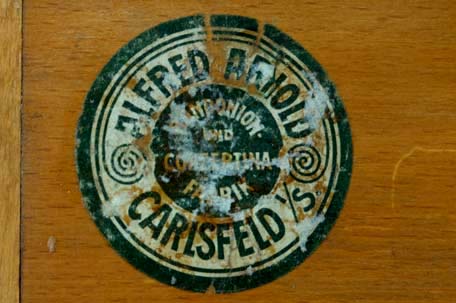 ALFRED ARNOLD
BANDONION
UND
CONCERTINA
FABRIK
CARLSFELD I/S